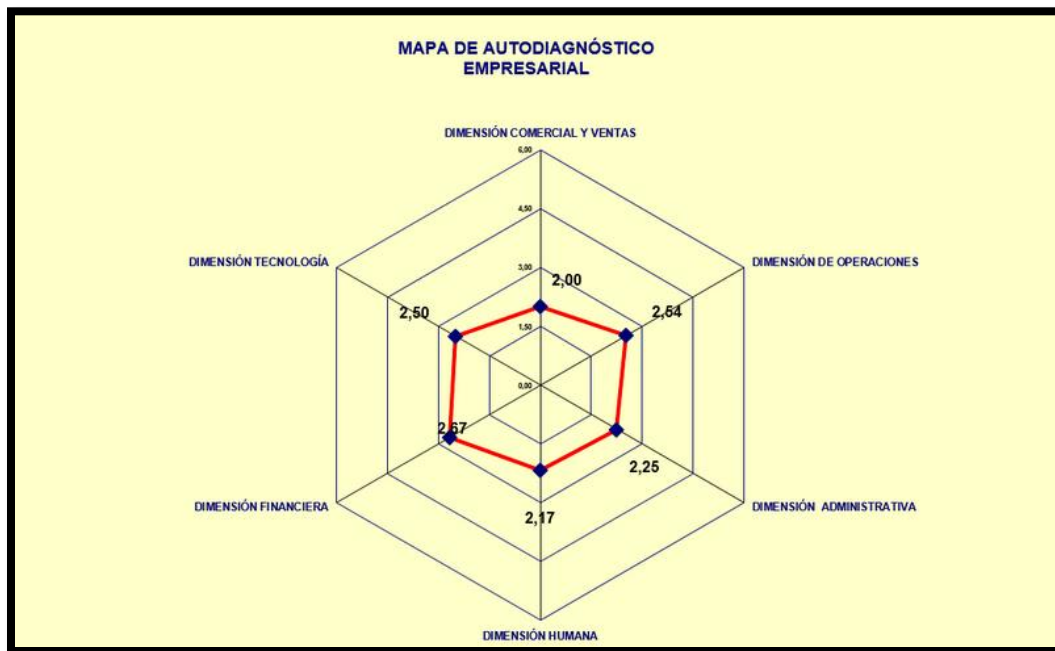 MAPA DE AUTODIAGNÓSTICO
EMPRESARIAL
DIMENSIÓN COMERCIAL Y VENTAS
6,00
4,50
DIMENSIÓN TECNOLOGÍA
DIMENSIÓN DE OPERACIONES
3,00
2,00
2,50
2,54
1,50
0,00
2,67
2,25
DIMENSIÓN FINANCIERA
DIMENSIÓN ADMINISTRATIVA
2,17
DIMENSIÓN HUMANA